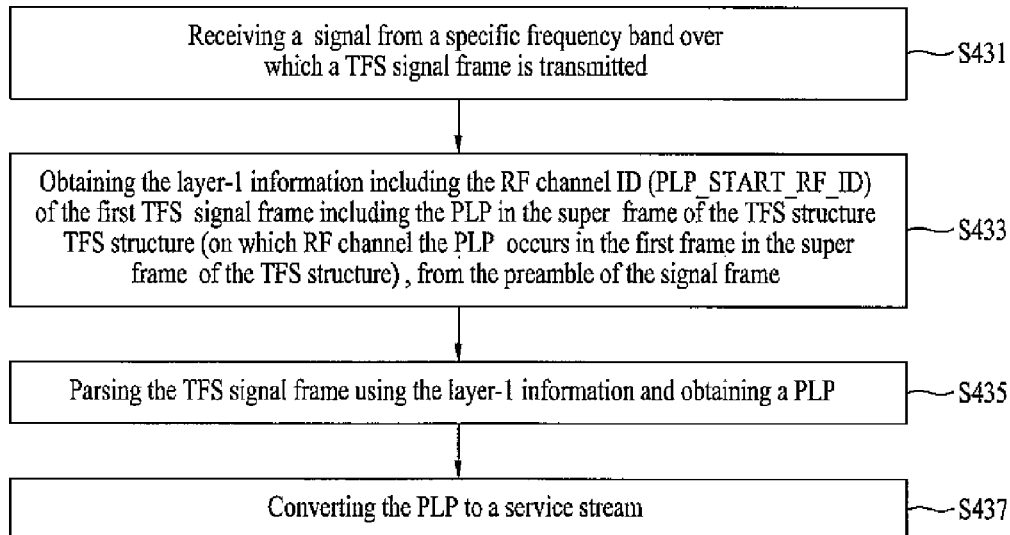 Receiving a signal from a specific frequency band over
which a TFS signal frame is transmitted
S431
Obtaining the layer-1 information including the RF channel ID (PLP_START_RF_ID)
of the first TFS signal frame including the PLP in the super frame of the TFS structure
TFS structure (on which RF channel the PLP occurs in the first frame in the super
frame of the TFS structure) , from the preamble of the signal frame
S433
Parsing the TFS signal frame using the layer-1 information and obtaining a PLP
S435
Converting the PLP to a service stream
S437